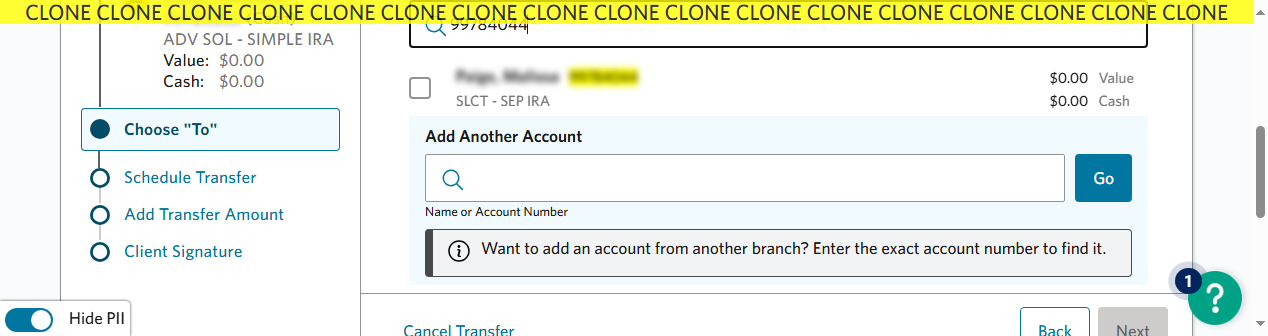 CLONE CLONE CLONE CLONE CLONE CLONE CLONE CLONE CLONE CLONE CLONE CLONE CLONE CLONE CLONE CLONE CLONE
ADV SOL - SIMPLE IRA
Value: $0.00
Cash: $0.00
Choose "To"
Schedule Transfer
Add Transfer Amount
Client Signature
Hide PII
99784044
$0.00 Value
SLCT - SEP IRA
$0.00 Cash
Add Another Account
Go
Name or Account Number
Want to add an account from another branch? Enter the exact account number to find it.
Cancel Transfer
Back
Next
1
?